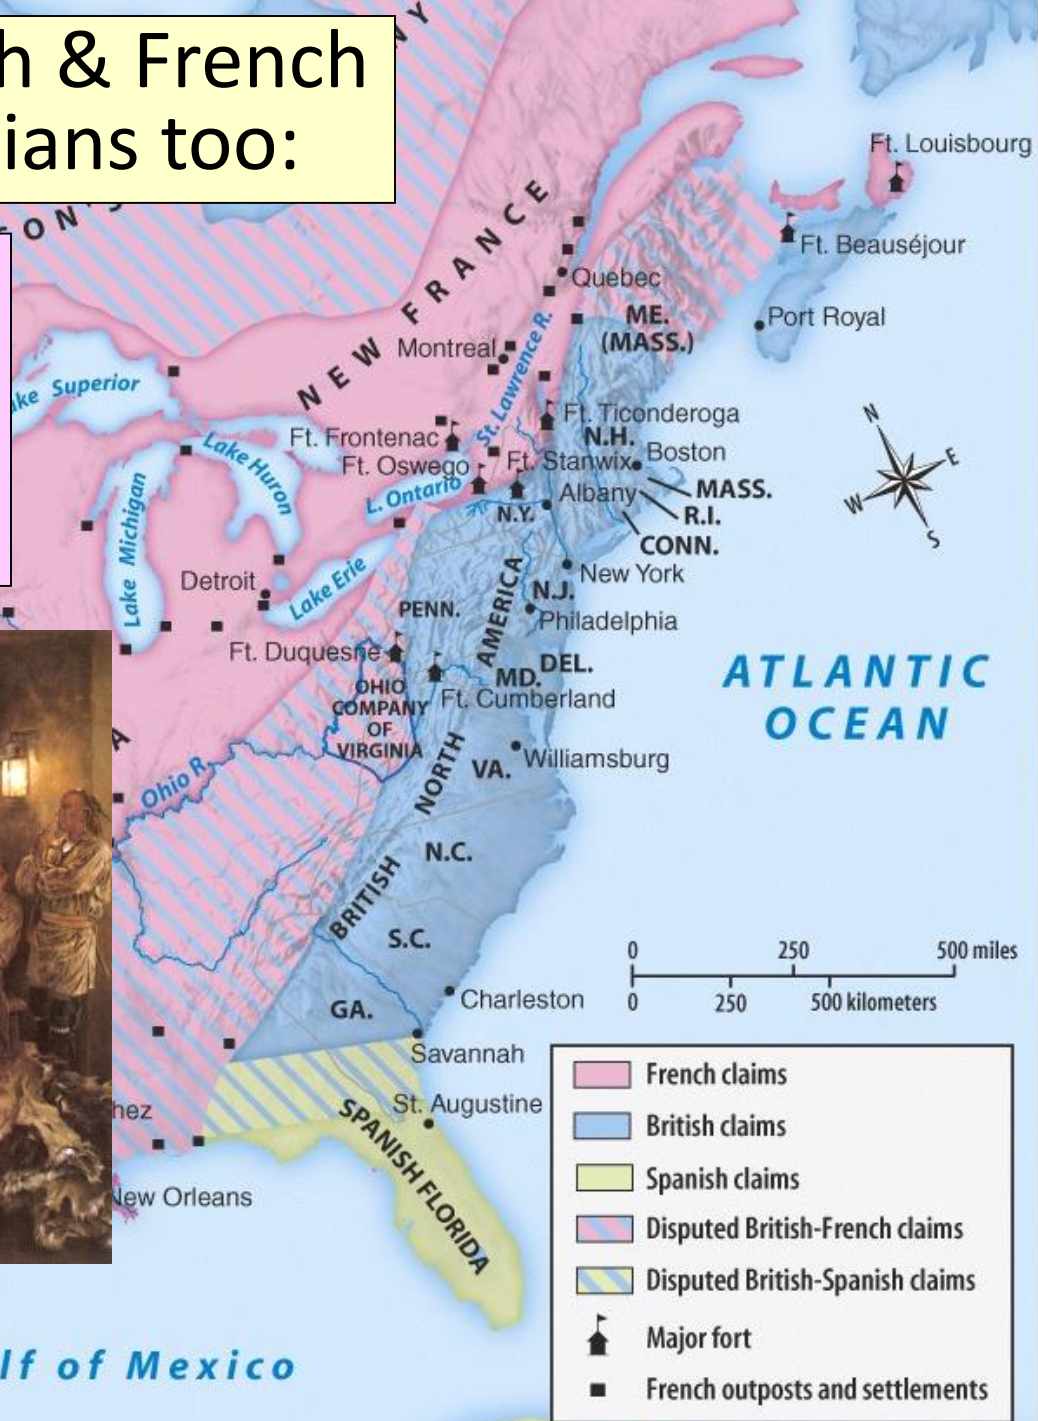 h & French
ians too:
NEW FRANCE
Ft. Louisbourg
Ft. Beauséjour
Quebec
ME.
(MASS.)
Port Royal
Montreal
St. Lawrence R.
ke Superior
Ft. Ticonderoga
Ft. Frontenac
N.H.
Lake Huron
Boston
Ft. Oswego
Ft. Stanwix
L. Ontario
Albany
MASS.
N.Y.
R.I.
CONN.
Lake Michigan
N
E
W
S
New York
Detroit
Lake Erie
N.J.
PENN.
Philadelphia
Ft. Duquesne
DEL.
MD.
Ft. Cumberland
OHIO
COMPANY
OF
VIRGINIA
ATLANTIC
OCEAN
A
Ohio R.
VA.
Williamsburg
BRITISH NORTH AMERICA
N.C.
S.C.
0 250 500 miles
0 250 500 kilometers
GA.
Charleston
Savannah
hez
St. Augustine
SPANISH FLORIDA
New Orleans
lf of Mexico
French claims
British claims
Spanish claims
Disputed British-French claims
Disputed British-Spanish claims
Major fort
French outposts and settlements